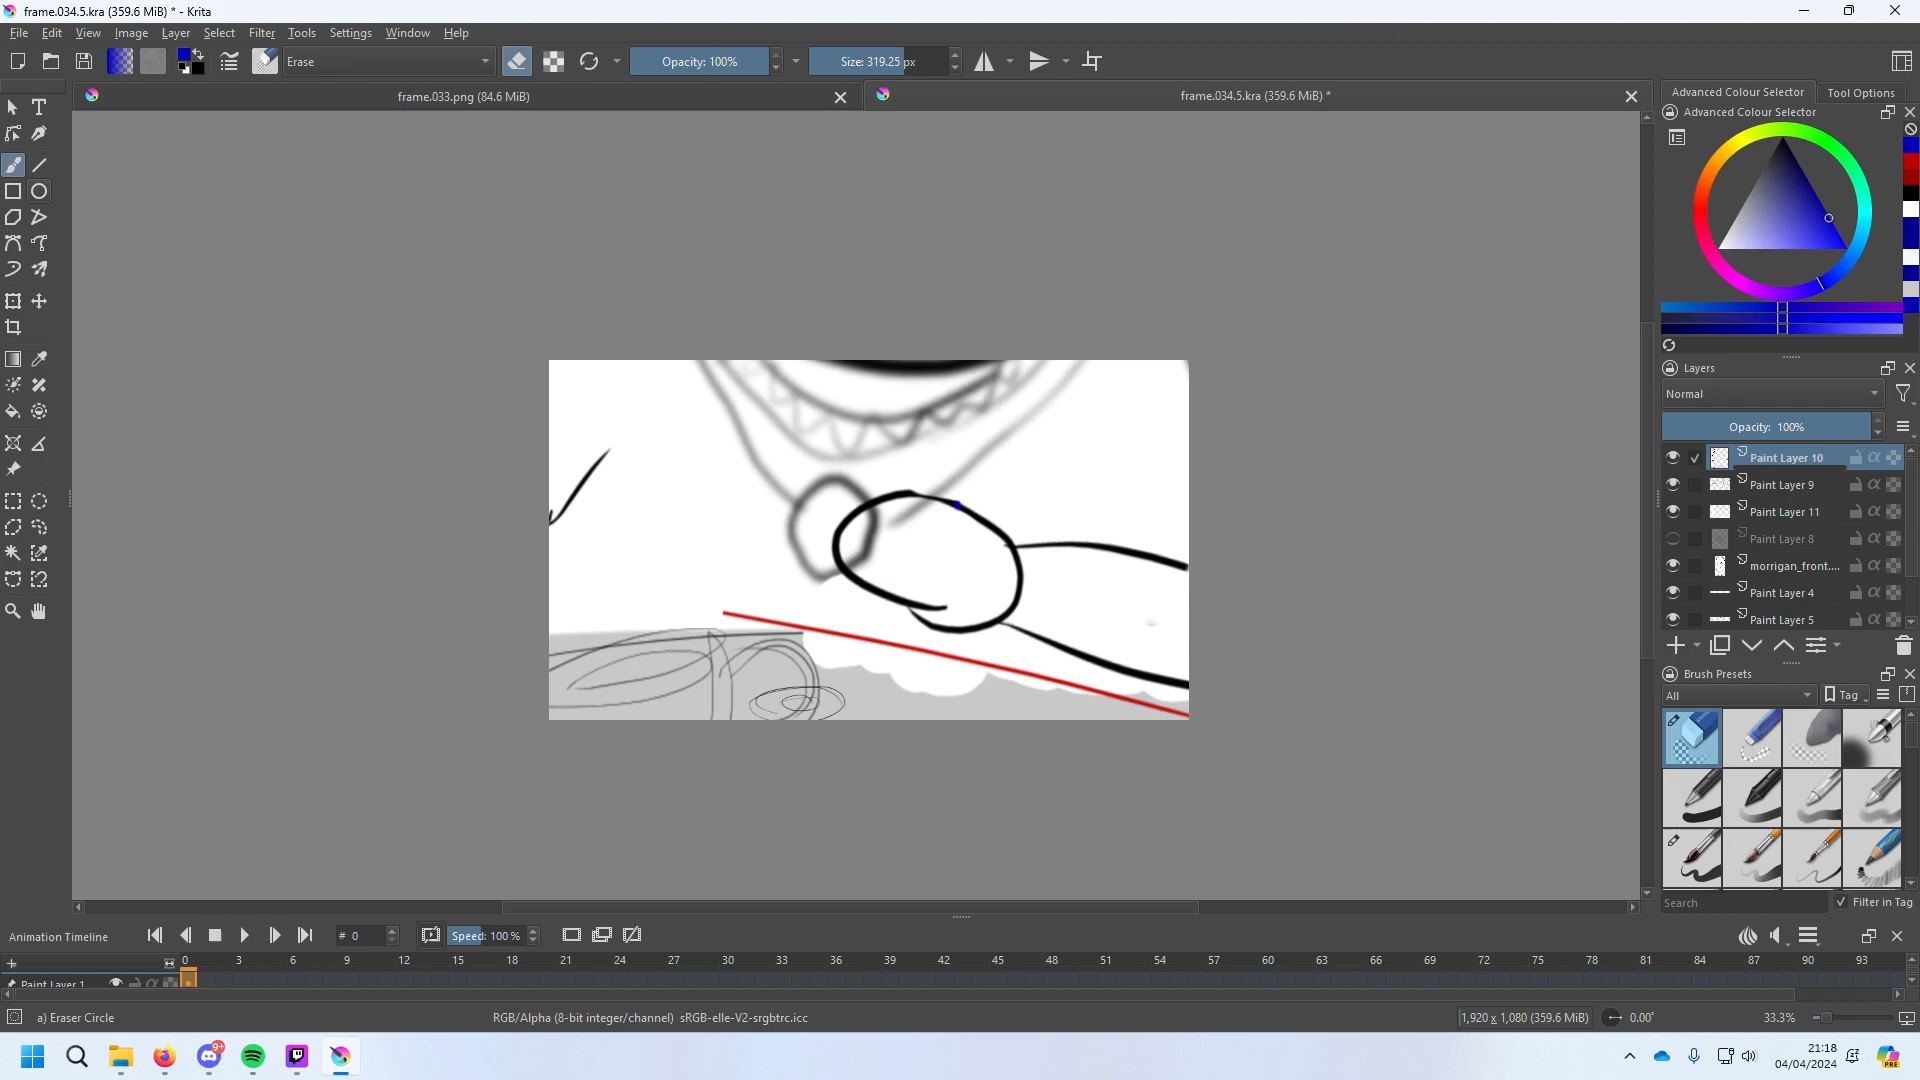 frame.034.5.kra (359.6 MiB) * - Krita
File Edit View Image Layer Select Filter Tools Settings Window Help
Erase Opacity: 100% Size: 319.25 px
frame.033.png (84.6 MiB) frame.034.5.kra (359.6 MiB) *
Advanced Colour Selector Tool Options
Advanced Colour Selector
Layers
Normal
Opacity: 100%
Paint Layer 10
Paint Layer 9
Paint Layer 11
Paint Layer 8
morrigan_front....
Paint Layer 4
Paint Layer 5
Brush Presets
All Tag
Search Filter in Tag
Animation Timeline # 0 Speed: 100 %
0 3 6 9 12 15 18 21 24 27 30 33 36 39 42 45 48 51 54 57 60 63 66 69 72 75 78 81 84 87 90 93
Paint Layer 1
a) Eraser Circle RGB/Alpha (8-bit integer/channel) sRGB-elle-V2-srgbtrc.icc 1,920 x 1,080 (359.6 MiB) 0.00° 33.3%
9+ 21:18
04/04/2024
PRE